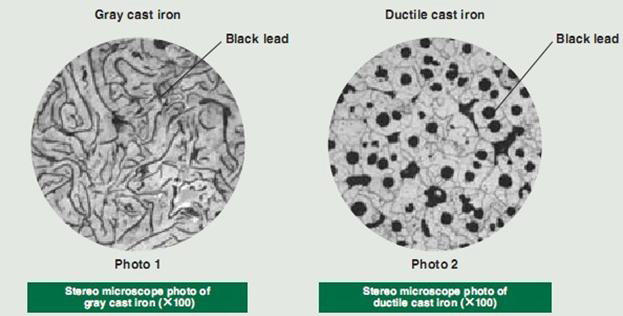 Gray cast iron
Ductile cast iron
Black lead
Black lead
Photo 1
Photo 2
Stereo microscope photo of
gray cast iron (×100)
Stereo microscope photo of
ductile cast iron (×100)